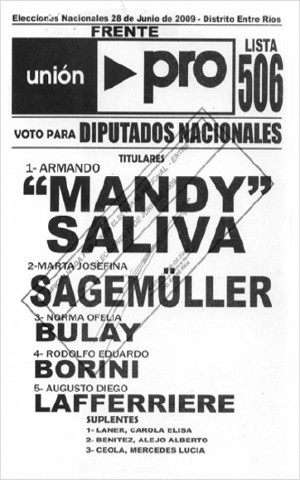 Elecciones Nacionales 28 de Junio de 2009 - Distrito Entre Ríos
FRENTE
unión pro
LISTA
506
VOTO PARA DIPUTADOS NACIONALES
TITULARES
1- ARMANDO
"MANDY"
SALIVA
2-MARTA JOSEFINA
SAGEMÜLLER
3- NORMA OFELIA
BULAY
4- RODOLFO EDUARDO
BORINI
5- AUGUSTO DIEGO
LAFFERRIERE
SUPLENTES
1- LANER, CAROLA ELISA
2- BENITEZ, ALEJO ALBERTO
3- CEOLA, MERCEDES LUCIA